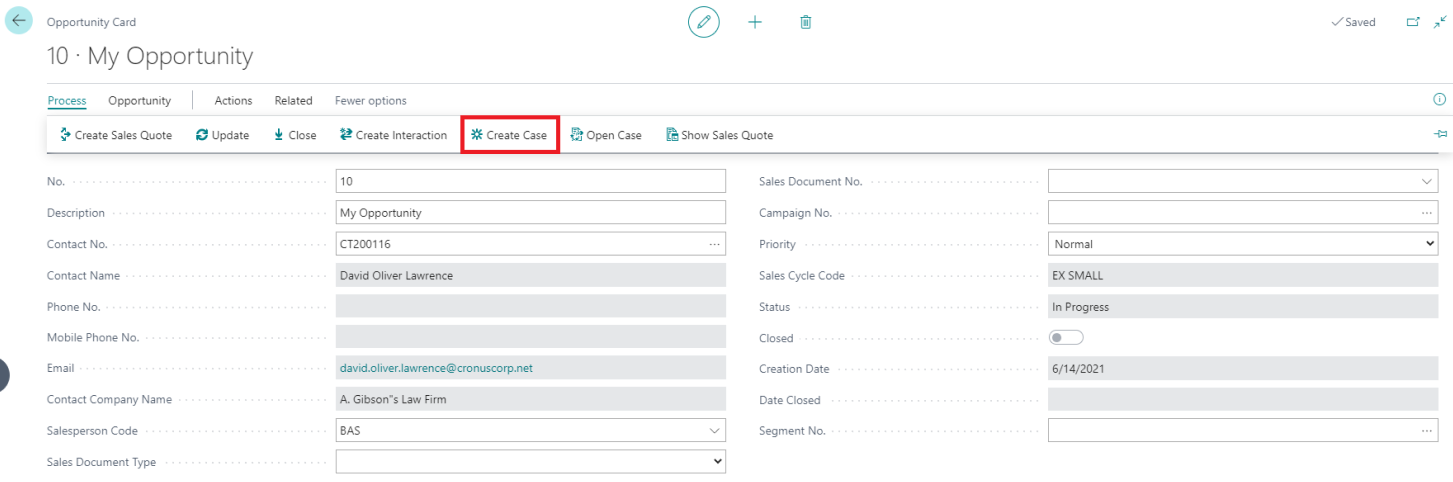 Opportunity Card
Saved
10 · My Opportunity
Process Opportunity Actions Related Fewer options
Create Sales Quote Update Close Create Interaction Create Case Open Case Show Sales Quote
No. 10
Sales Document No.
Description My Opportunity
Campaign No.
Contact No. CT200116
Priority Normal
Contact Name David Oliver Lawrence
Sales Cycle Code EX SMALL
Phone No.
Status In Progress
Mobile Phone No.
Closed
Email david.oliver.lawrence@cronuscorp.net
Creation Date 6/14/2021
Contact Company Name A. Gibson"s Law Firm
Date Closed
Salesperson Code BAS
Segment No.
Sales Document Type